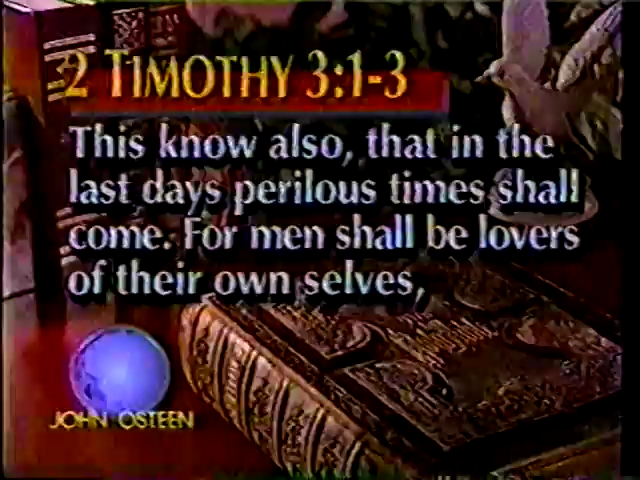 2 TIMOTHY 3:1-3
This know also, that in the
last days perilous times shall
come. For men shall be lovers
of their own selves,
JOHN OSTEEN